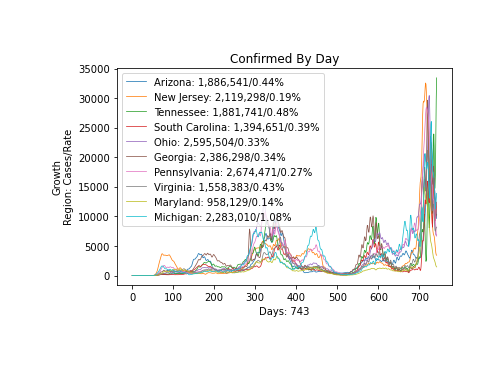 Confirmed By Day
Growth
Region: Cases/Rate
35000
30000
25000
20000
15000
10000
5000
0
Arizona: 1,886,541/0.44%
New Jersey: 2,119,298/0.19%
Tennessee: 1,881,741/0.48%
South Carolina: 1,394,651/0.39%
Ohio: 2,595,504/0.33%
Georgia: 2,386,298/0.34%
Pennsylvania: 2,674,471/0.27%
Virginia: 1,558,383/0.43%
Maryland: 958,129/0.14%
Michigan: 2,283,010/1.08%
0 100 200 300 400 500 600 700
Days: 743